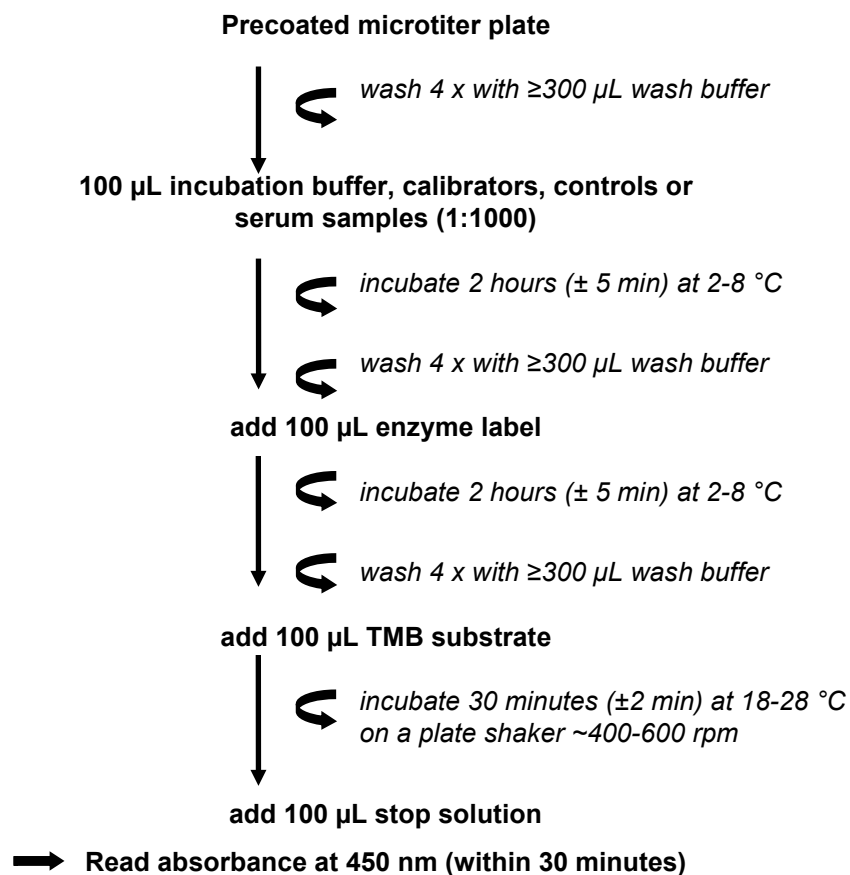 Precoated microtiter plate
wash 4 x with ≥300 µL wash buffer
100 µL incubation buffer, calibrators, controls or
serum samples (1:1000)
incubate 2 hours (± 5 min) at 2-8 °C
wash 4 x with ≥300 µL wash buffer
add 100 µL enzyme label
incubate 2 hours (± 5 min) at 2-8 °C
wash 4 x with ≥300 µL wash buffer
add 100 µL TMB substrate
incubate 30 minutes (±2 min) at 18-28 °C
on a plate shaker ~400-600 rpm
add 100 µL stop solution
Read absorbance at 450 nm (within 30 minutes)